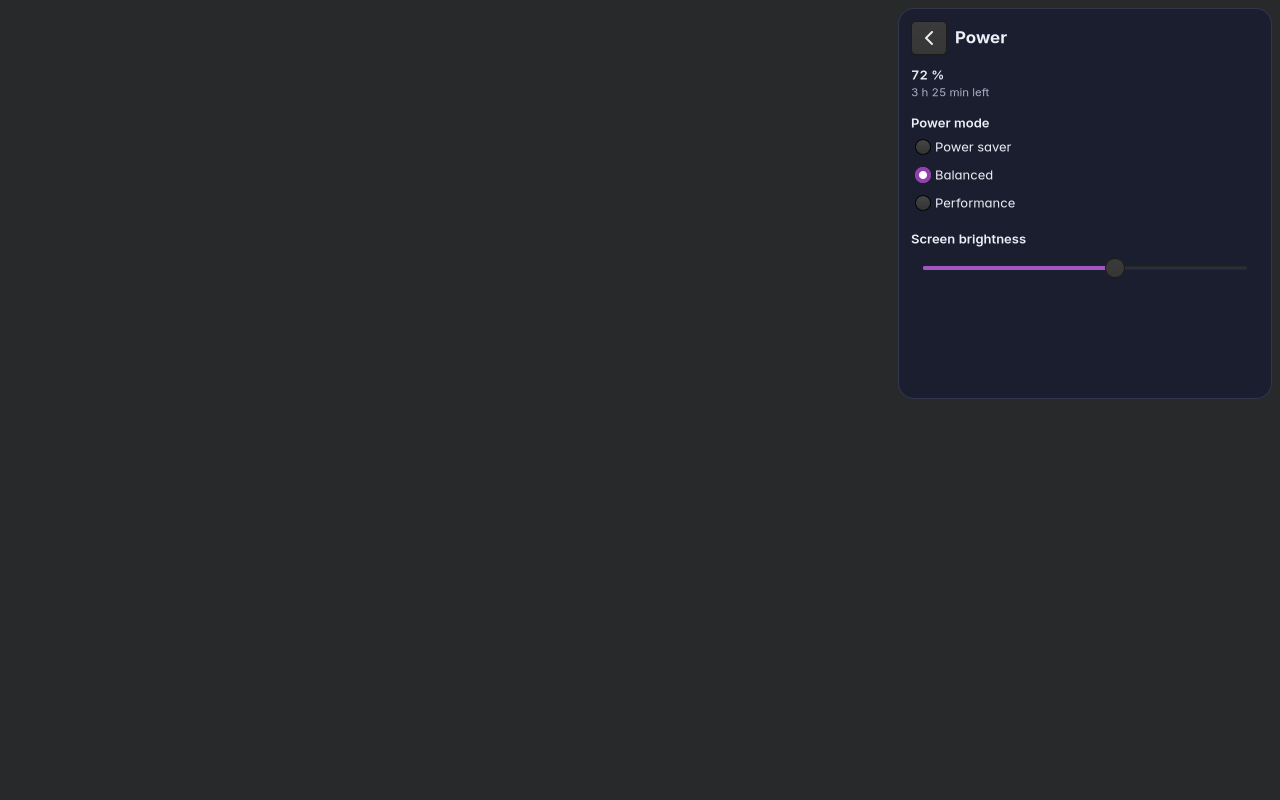 Power
72 %
3 h 25 min left
Power mode
Power saver
Balanced
Performance
Screen brightness